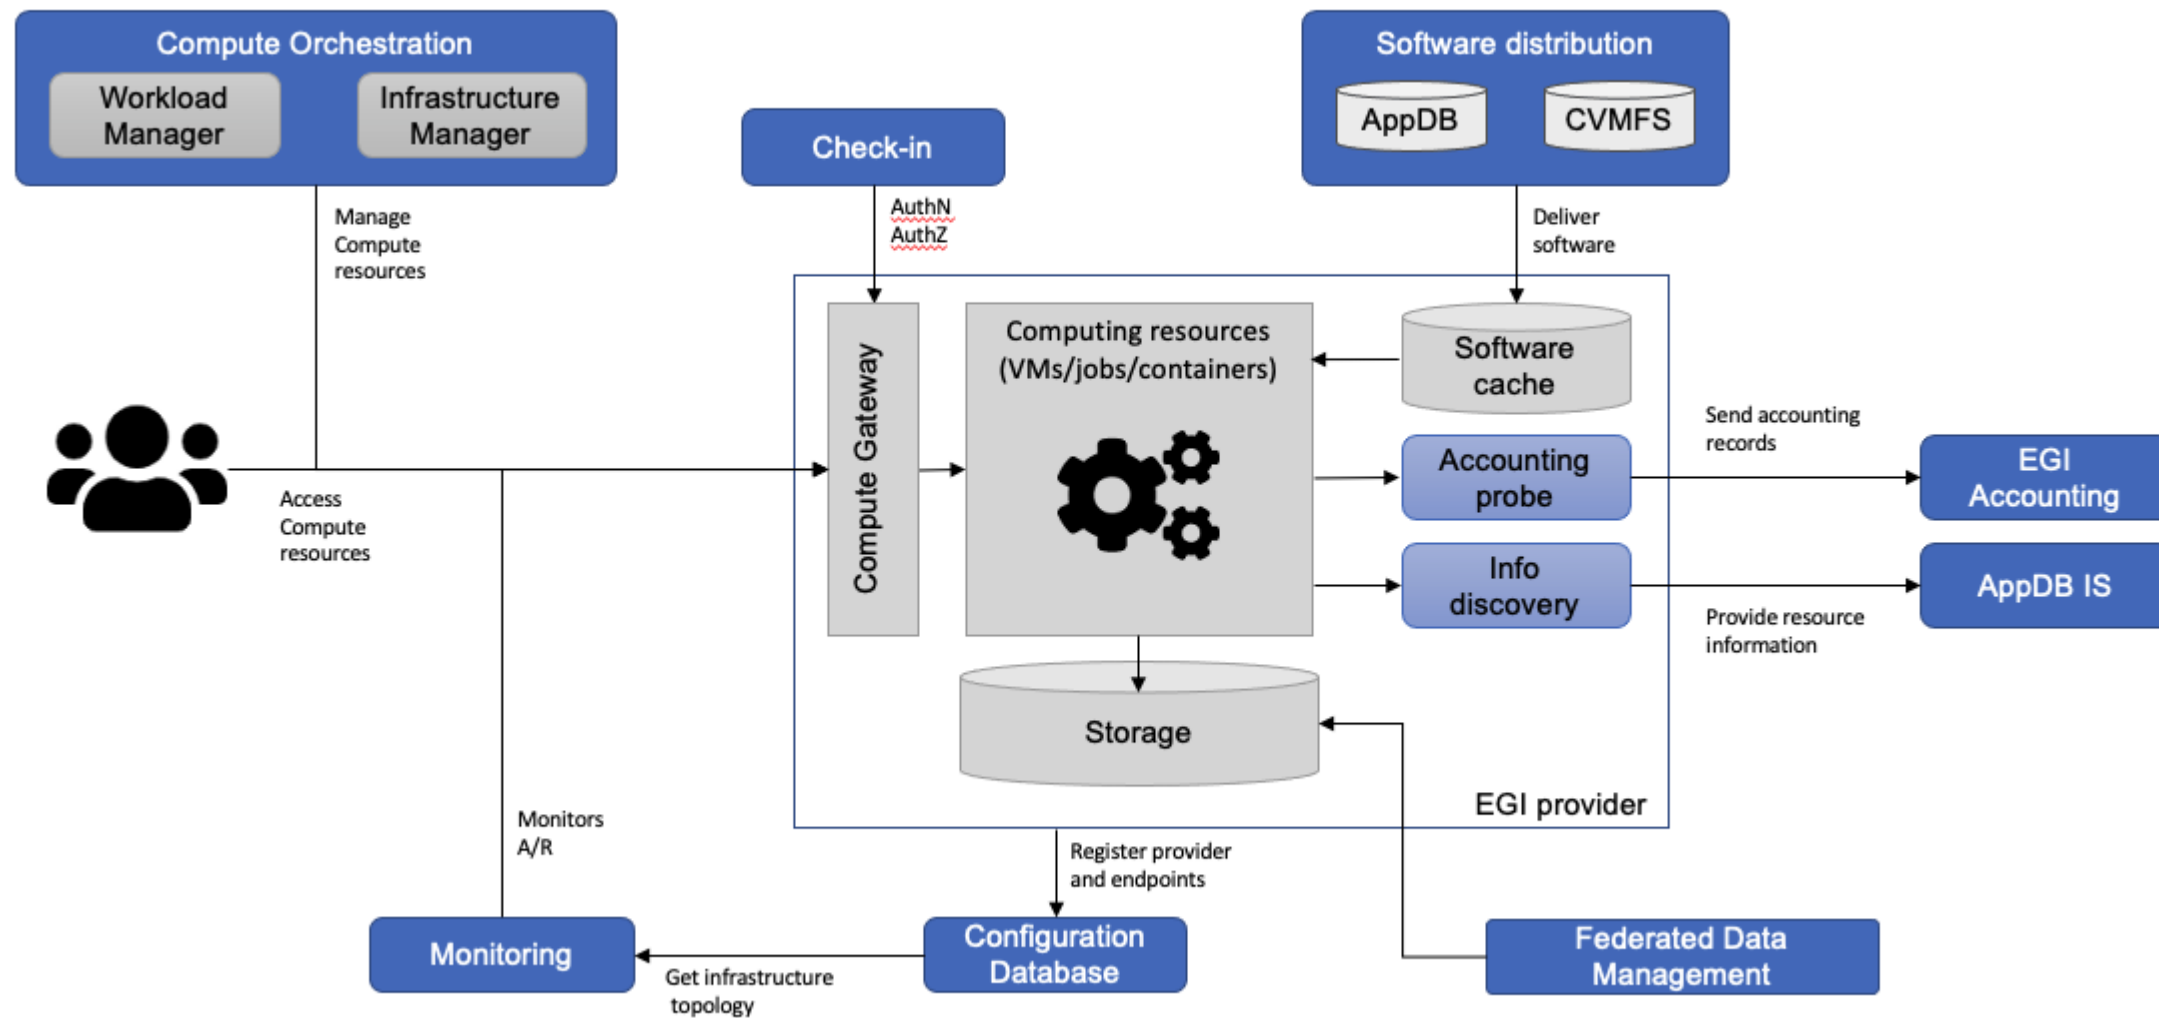 Compute Orchestration
Workload
Manager
Infrastructure
Manager
Software distribution
AppDB
CVMFS
Check-in
Manage
Compute
resources
AuthN
AuthZ
Deliver
software
Compute Gateway
Computing resources
(VMs/jobs/containers)
Software
cache
Send accounting
records
Accounting
probe
EGI
Accounting
Access
Compute
resources
Info
discovery
AppDB IS
Provide resource
information
Storage
EGI provider
Monitors
A/R
Register provider
and endpoints
Monitoring
Get infrastructure
topology
Configuration
Database
Federated Data
Management